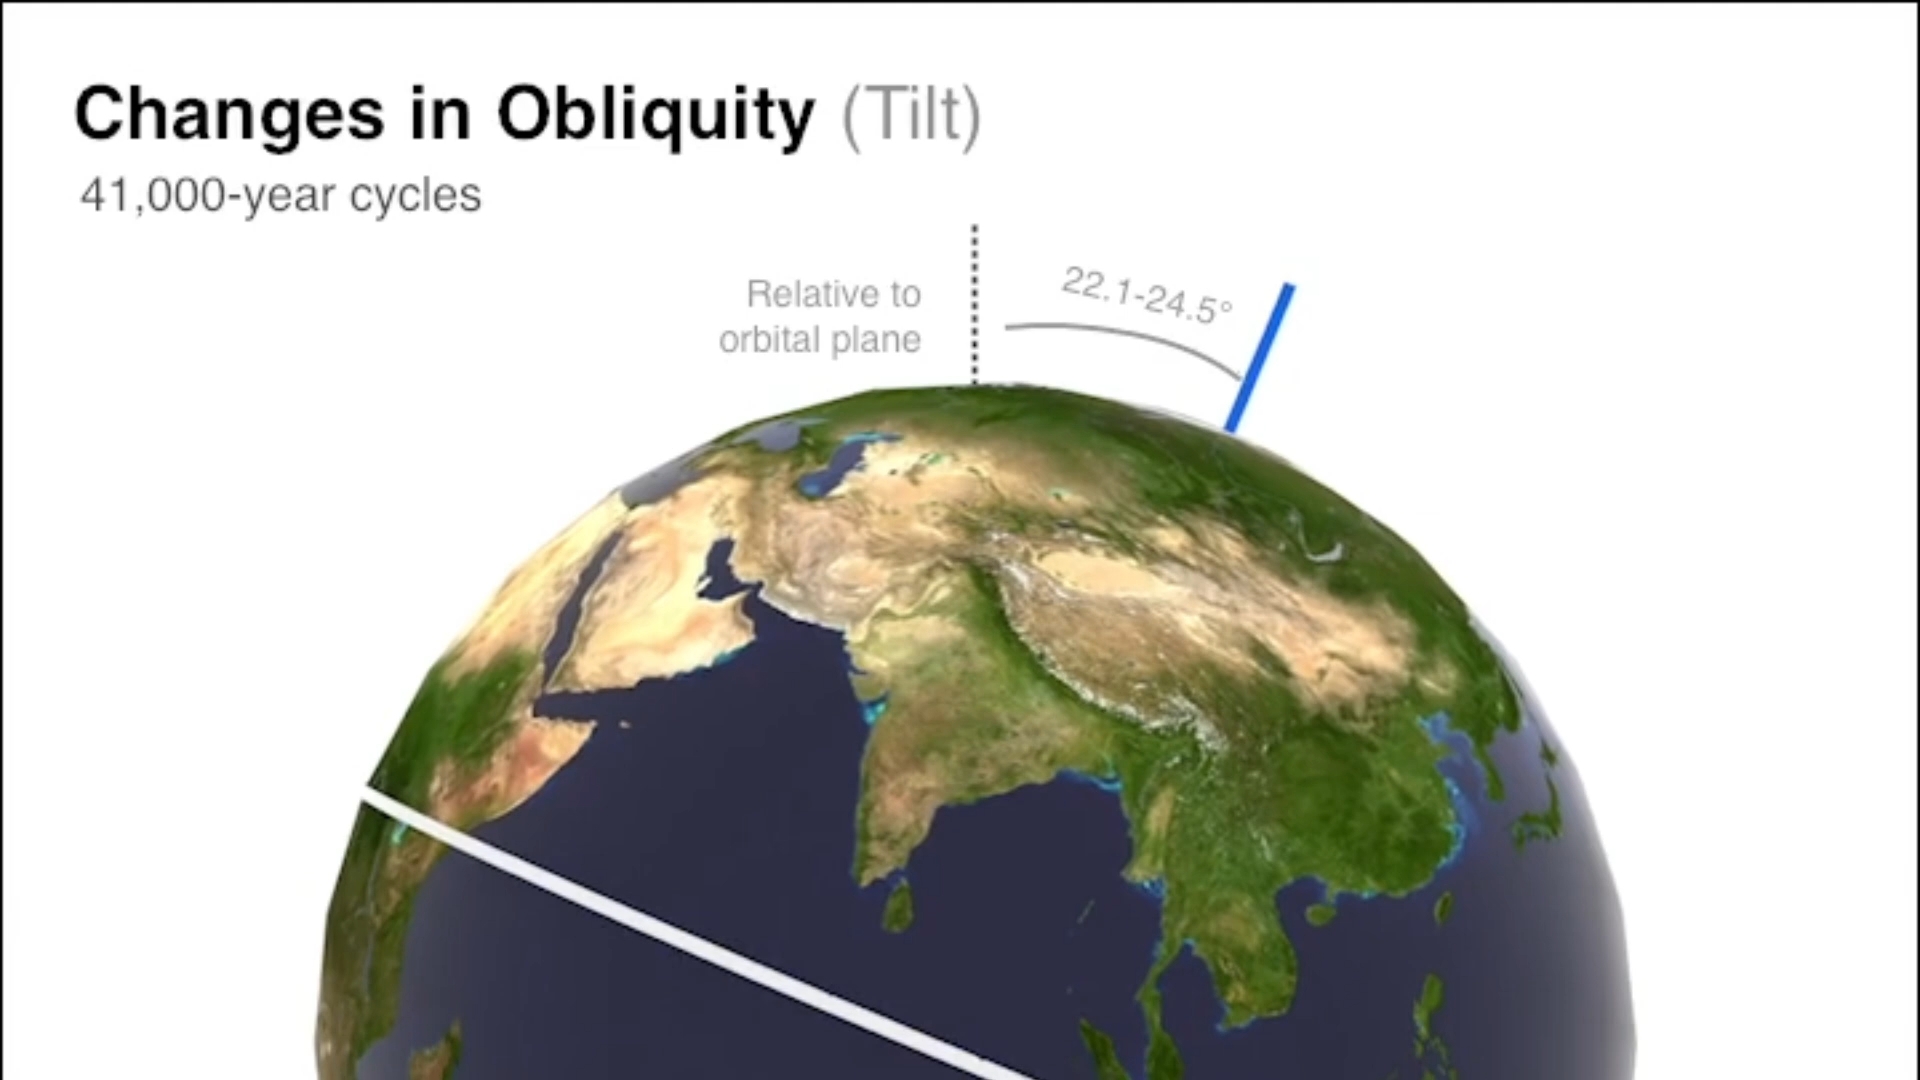 Changes in Obliquity (Tilt)
41,000-year cycles
Relative to
orbital plane
22.1-24.5°